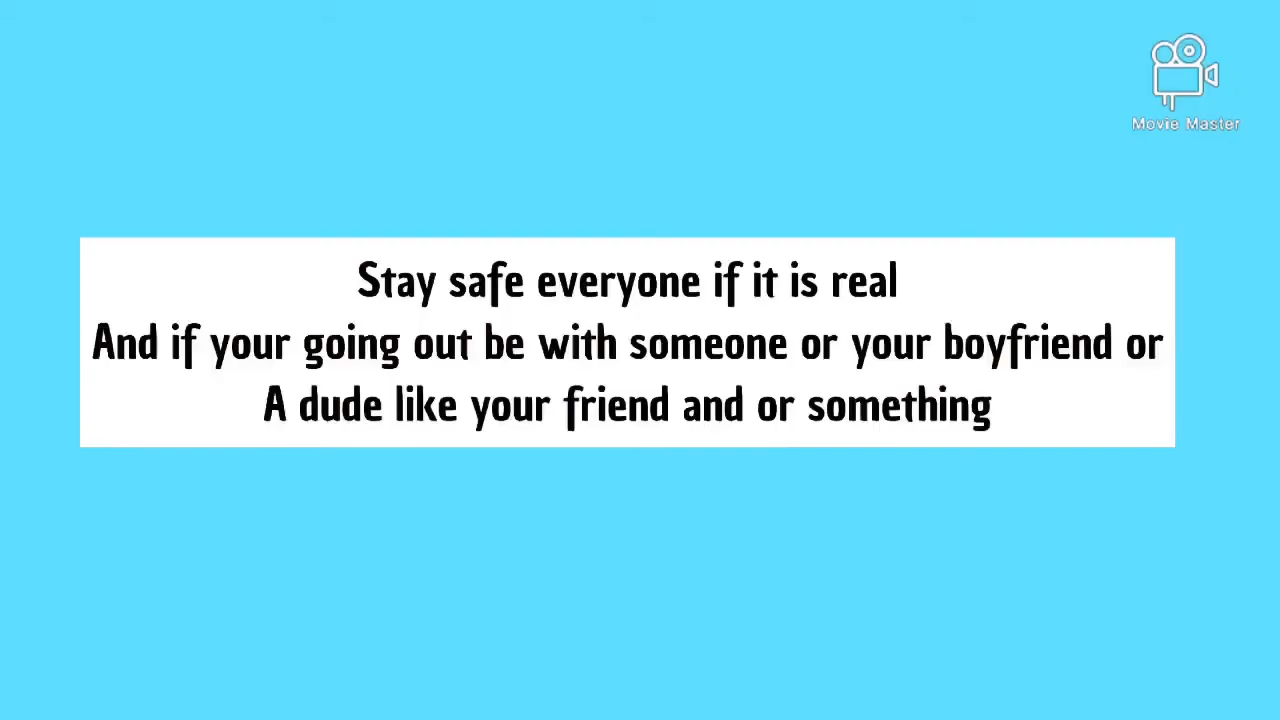 Movie Master
Stay safe everyone if it is real
And if your going out be with someone or your boyfriend or
A dude like your friend and or something